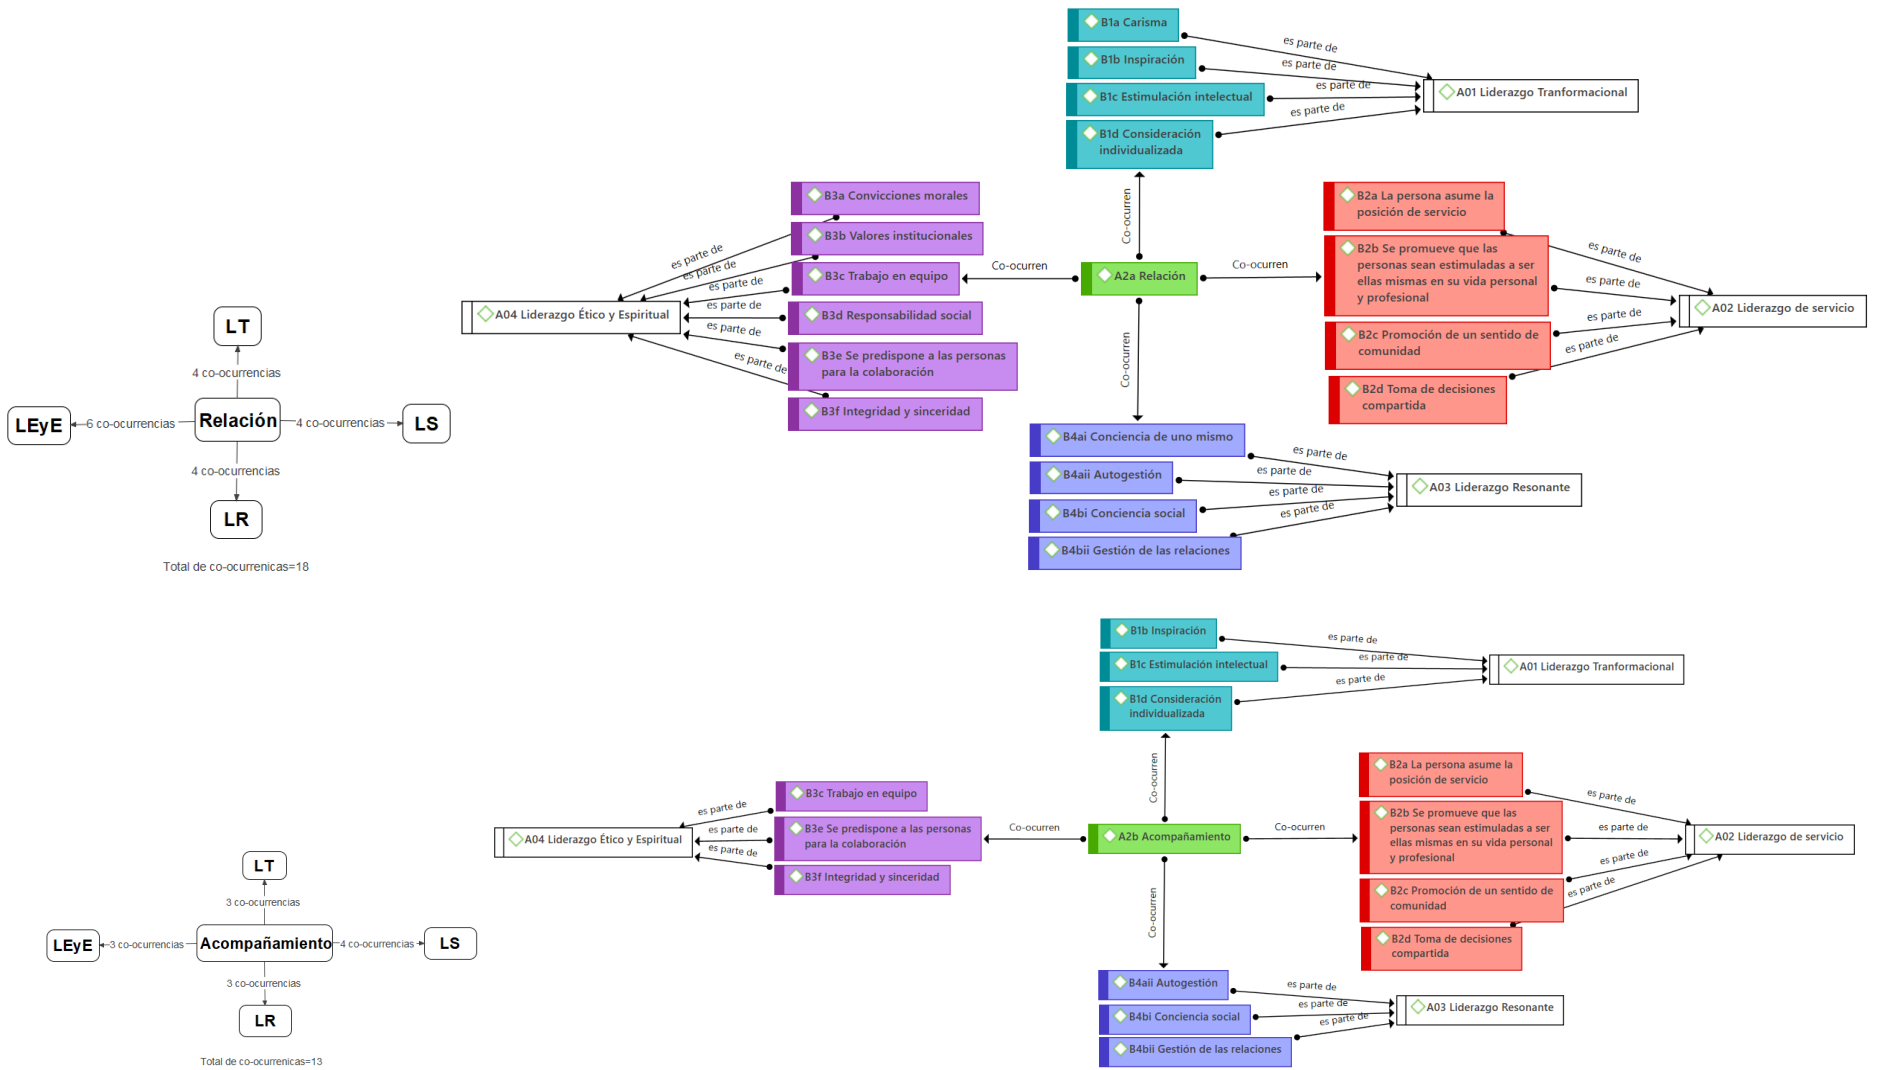 B1a Carisma
B1b Inspiración
B1c Estimulación intelectual
B1d Consideración
individualizada
es parte de
es parte de
es parte de
es parte de
A01 Liderazgo Tranformacional
Co-ocurren
B3a Convicciones morales
B3b Valores institucionales
B3c Trabajo en equipo
B3d Responsabilidad social
B3e Se predispone a las personas
para la colaboración
B3f Integridad y sinceridad
es parte de
es parte de
es parte de
es parte de
es parte de
es parte de
A04 Liderazgo Ético y Espiritual
Co-ocurren
A2a Relación
Co-ocurren
B2a La persona asume la
posición de servicio
B2b Se promueve que las
personas sean estimuladas a ser
ellas mismas en su vida personal
y profesional
B2c Promoción de un sentido de
comunidad
B2d Toma de decisiones
compartida
es parte de
es parte de
es parte de
es parte de
A02 Liderazgo de servicio
Co-ocurren
B4ai Conciencia de uno mismo
B4aii Autogestión
B4bi Conciencia social
B4bii Gestión de las relaciones
es parte de
es parte de
es parte de
es parte de
A03 Liderazgo Resonante
LT
4 co-ocurrencias
LEyE
6 co-ocurrencias
Relación
4 co-ocurrencias
LS
4 co-ocurrencias
LR
Total de co-ocurrenicas=18
B1b Inspiración
B1c Estimulación intelectual
B1d Consideración
individualizada
es parte de
es parte de
es parte de
A01 Liderazgo Tranformacional
Co-ocurren
B3c Trabajo en equipo
B3e Se predispone a las personas
para la colaboración
B3f Integridad y sinceridad
es parte de
es parte de
es parte de
A04 Liderazgo Ético y Espiritual
Co-ocurren
A2b Acompañamiento
Co-ocurren
B2a La persona asume la
posición de servicio
B2b Se promueve que las
personas sean estimuladas a ser
ellas mismas en su vida personal
y profesional
B2c Promoción de un sentido de
comunidad
B2d Toma de decisiones
compartida
es parte de
es parte de
es parte de
es parte de
A02 Liderazgo de servicio
Co-ocurren
B4aii Autogestión
B4bi Conciencia social
B4bii Gestión de las relaciones
es parte de
es parte de
es parte de
A03 Liderazgo Resonante
LT
3 co-ocurrencias
LEyE
3 co-ocurrencias
Acompañamiento
4 co-ocurrencias
LS
3 co-ocurrencias
LR
Total de co-ocurrenicas=13